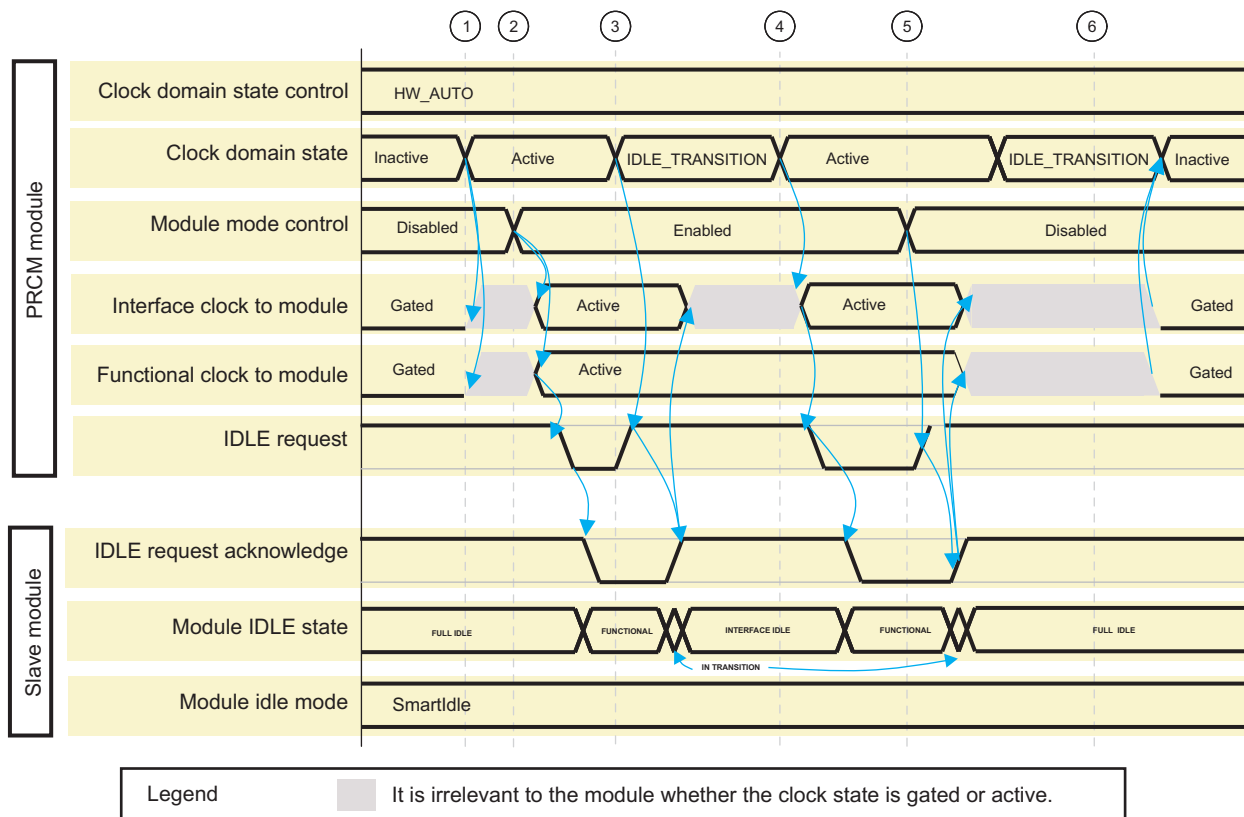 1 2 3 4 5 6
PRCM module
Clock domain state control
HW_AUTO
Clock domain state
Inactive Active IDLE_TRANSITION Active IDLE_TRANSITION Inactive
Module mode control
Disabled Enabled Disabled
Interface clock to module
Gated Active Active Gated
Functional clock to module
Gated Active Gated
IDLE request
Slave module
IDLE request acknowledge
Module IDLE state
FULL IDLE FUNCTIONAL INTERFACE IDLE FUNCTIONAL FULL IDLE
IN TRANSITION
Module idle mode
SmartIdle
Legend It is irrelevant to the module whether the clock state is gated or active.